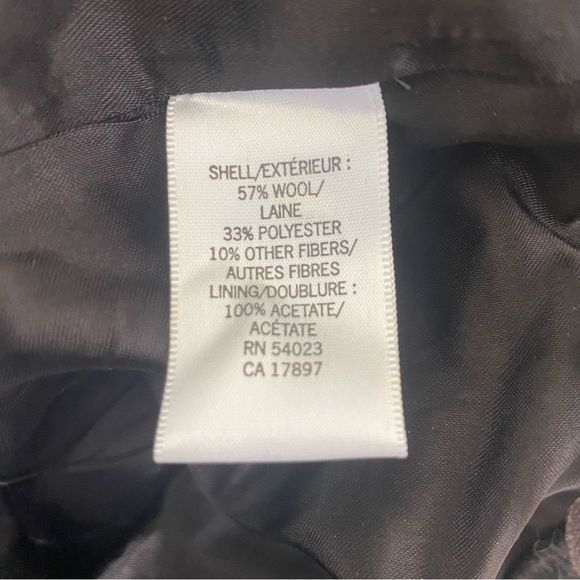 SHELL/EXTÉRIEUR :
57% WOOL/
LAINE
33% POLYESTER
10% OTHER FIBERS/
AUTRES FIBRES
LINING/DOUBLURE :
100% ACETATE/
ACÉTATE
RN 54023
CA 17897